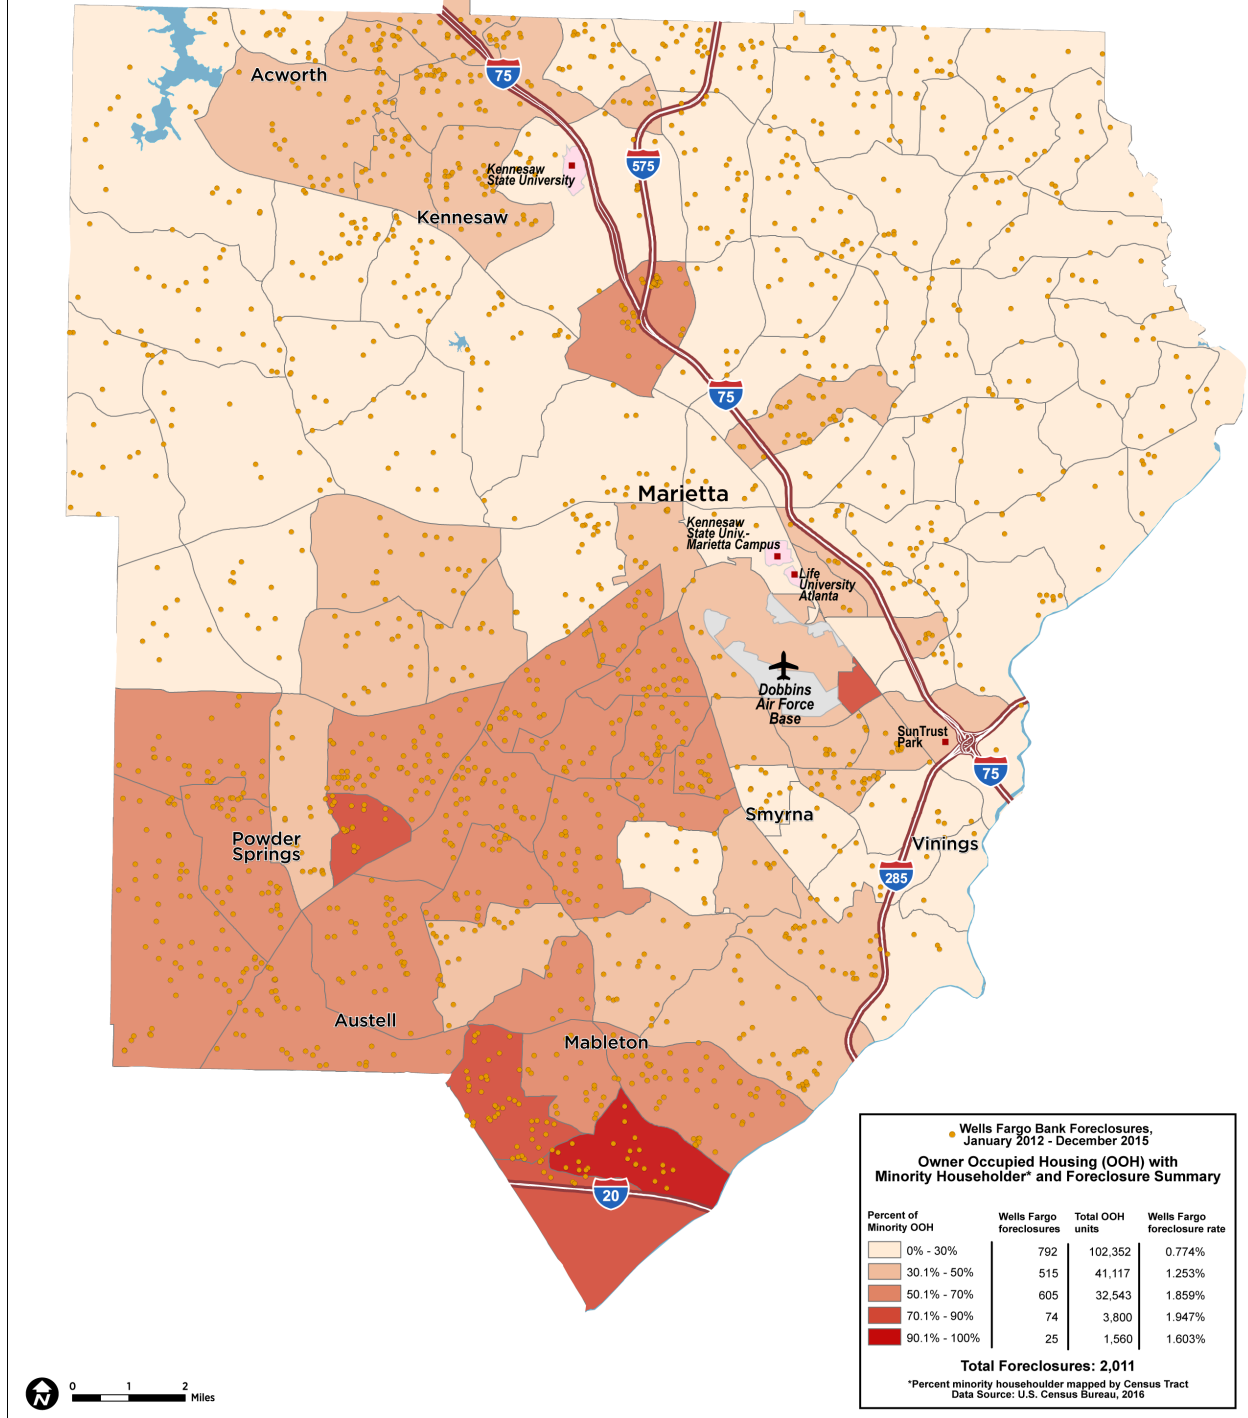 Acworth
75
575
Kennesaw
State University
Kennesaw
75
Marietta
Kennesaw
State Univ.-
Marietta Campus
Life
University
Atlanta
Dobbins
Air Force
Base
SunTrust
Park
75
Smyrna
Powder
Springs
Vinings
285
Austell
Mableton
20
Wells Fargo Bank Foreclosures,
January 2012 - December 2015
Owner Occupied Housing (OOH) with
Minority Householder* and Foreclosure Summary
Percent of
Minority OOH
Wells Fargo
foreclosures
Total OOH
units
Wells Fargo
foreclosure rate
0% - 30% 792 102,352 0.774%
30.1% - 50% 515 41,117 1.253%
50.1% - 70% 605 32,543 1.859%
70.1% - 90% 74 3,800 1.947%
90.1% - 100% 25 1,560 1.603%
Total Foreclosures: 2,011
*Percent minority househoulder mapped by Census Tract
Data Source: U.S. Census Bureau, 2016
N
0 1 2
Miles